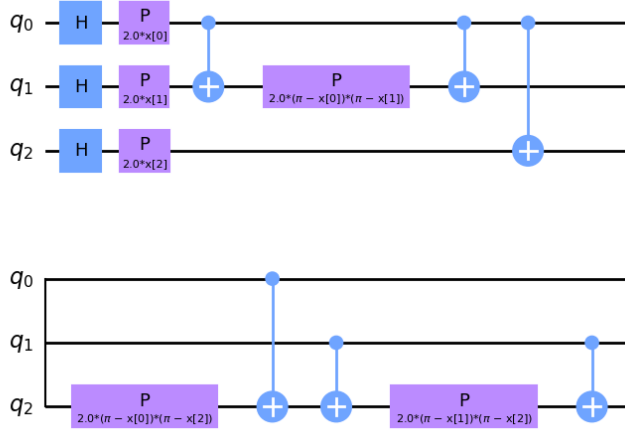 q0 H P 2.0*x[0]
q1 H P 2.0*x[1] P 2.0*(π − x[0])*(π − x[1])
q2 H P 2.0*x[2]
q0
q1
q2 P 2.0*(π − x[0])*(π − x[2]) P 2.0*(π − x[1])*(π − x[2])